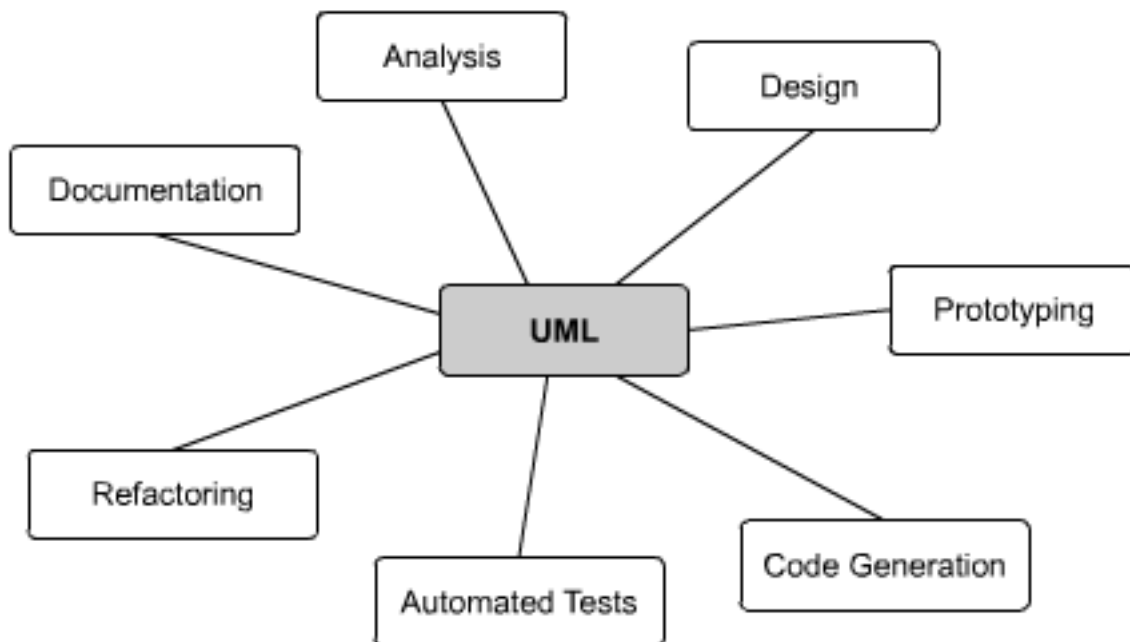 Analysis
Design
Documentation
UML
Prototyping
Refactoring
Automated Tests
Code Generation